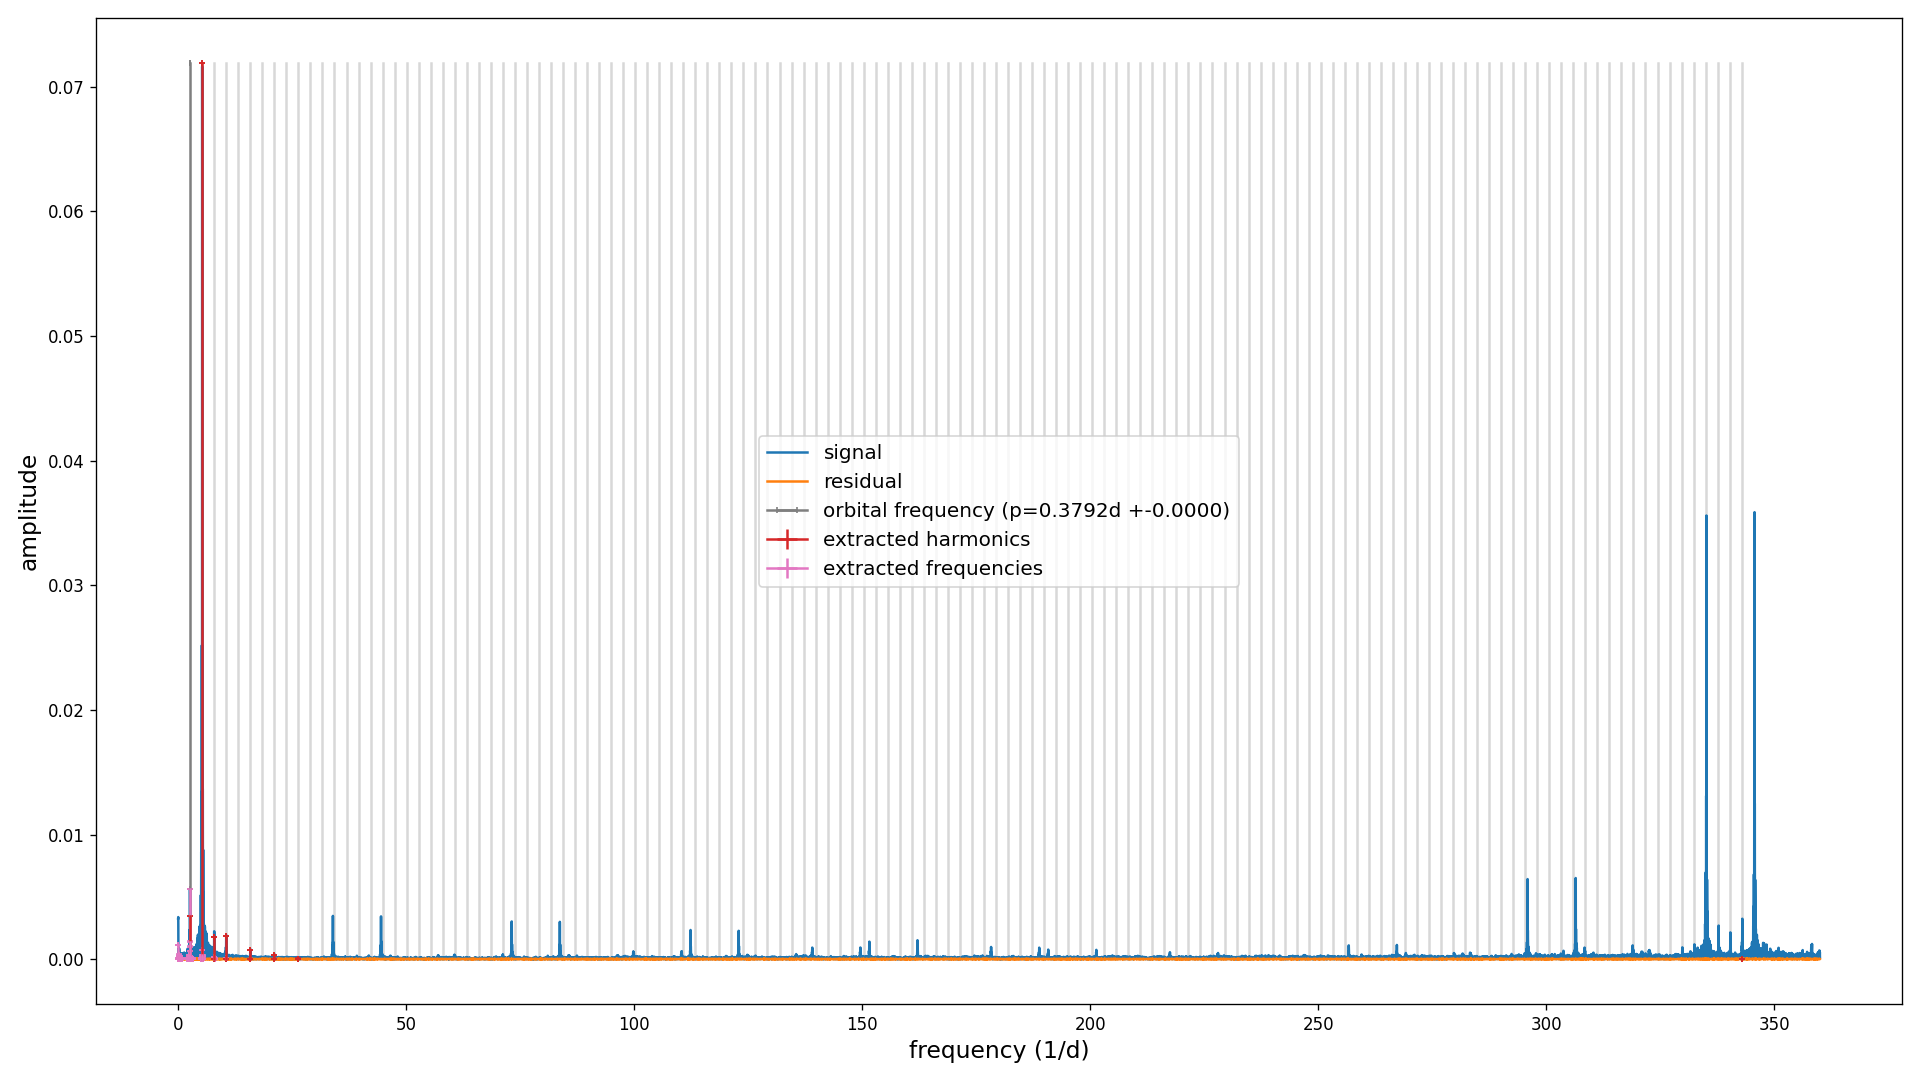 0.07
0.06
0.05
0.04
0.03
0.02
0.01
0.00
amplitude
signal
residual
orbital frequency (p=0.3792d +-0.0000)
extracted harmonics
extracted frequencies
0 50 100 150 200 250 300 350
frequency (1/d)